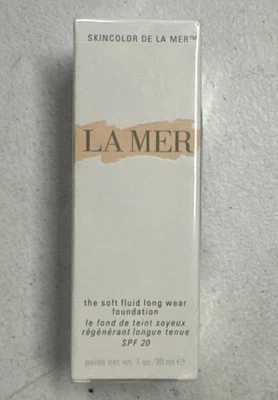 SKINCOLOR DE LA MER™
LA MER
the soft fluid long wear
foundation
le fond de teint soyeux
régénérant longue tenue
SPF 20
poids net wt. 1 oz./30 ml ℮